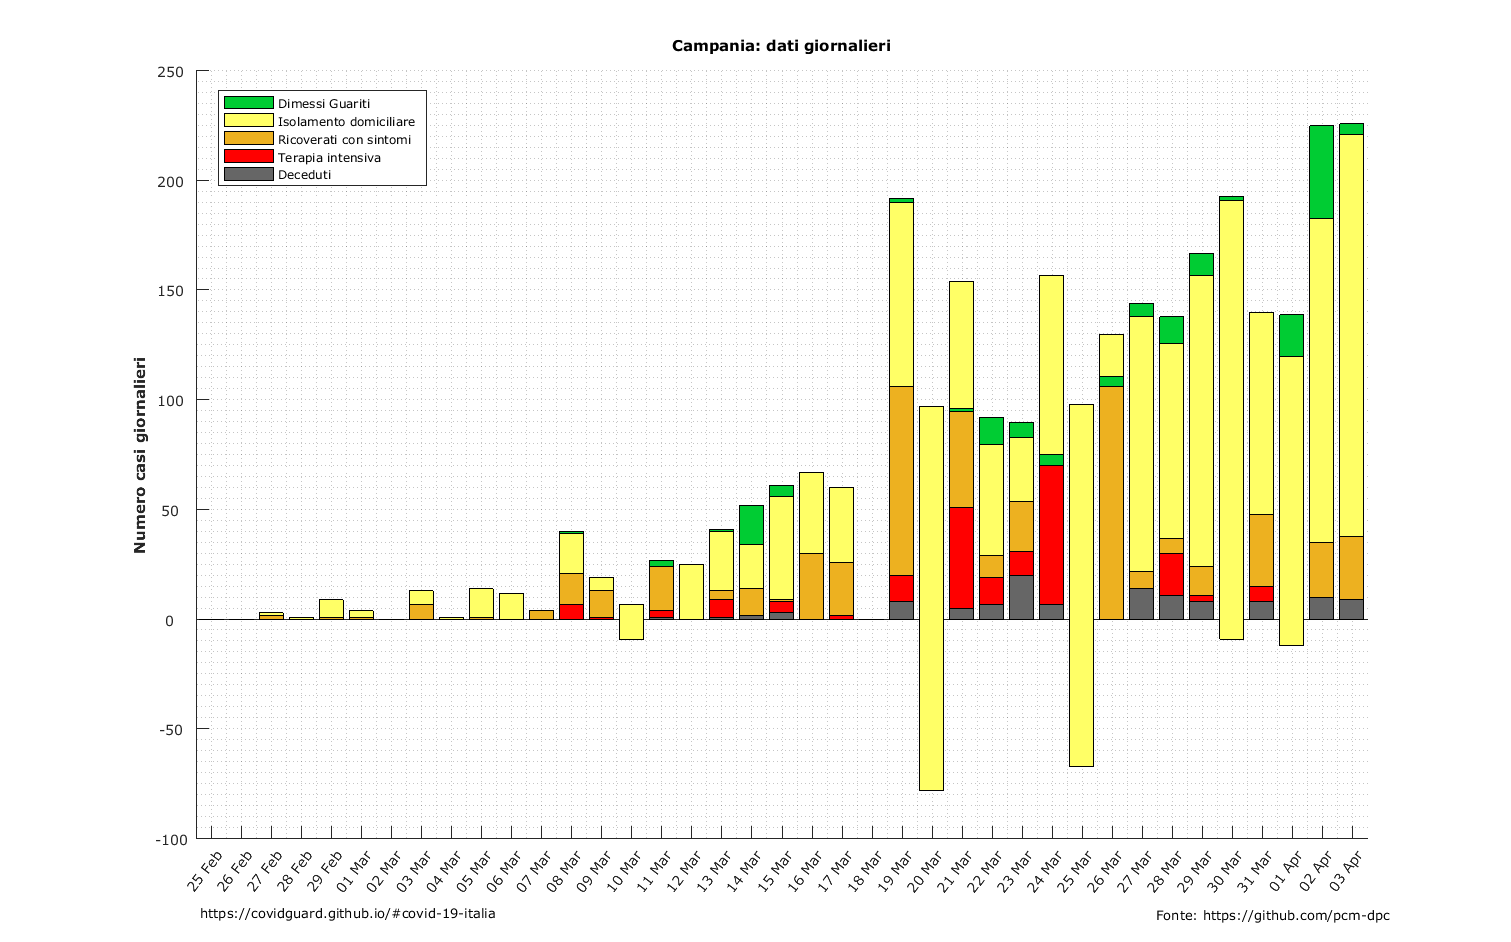 Campania: dati giornalieri
250
200
150
100
50
0
-50
-100
Numero casi giornalieri
Dimessi Guariti
Isolamento domiciliare
Ricoverati con sintomi
Terapia intensiva
Deceduti
25 Feb
26 Feb
27 Feb
28 Feb
29 Feb
01 Mar
02 Mar
03 Mar
04 Mar
05 Mar
06 Mar
07 Mar
08 Mar
09 Mar
10 Mar
11 Mar
12 Mar
13 Mar
14 Mar
15 Mar
16 Mar
17 Mar
18 Mar
19 Mar
20 Mar
21 Mar
22 Mar
23 Mar
24 Mar
25 Mar
26 Mar
27 Mar
28 Mar
29 Mar
30 Mar
31 Mar
01 Apr
02 Apr
03 Apr
https://covidguard.github.io/#covid-19-italia
Fonte: https://github.com/pcm-dpc